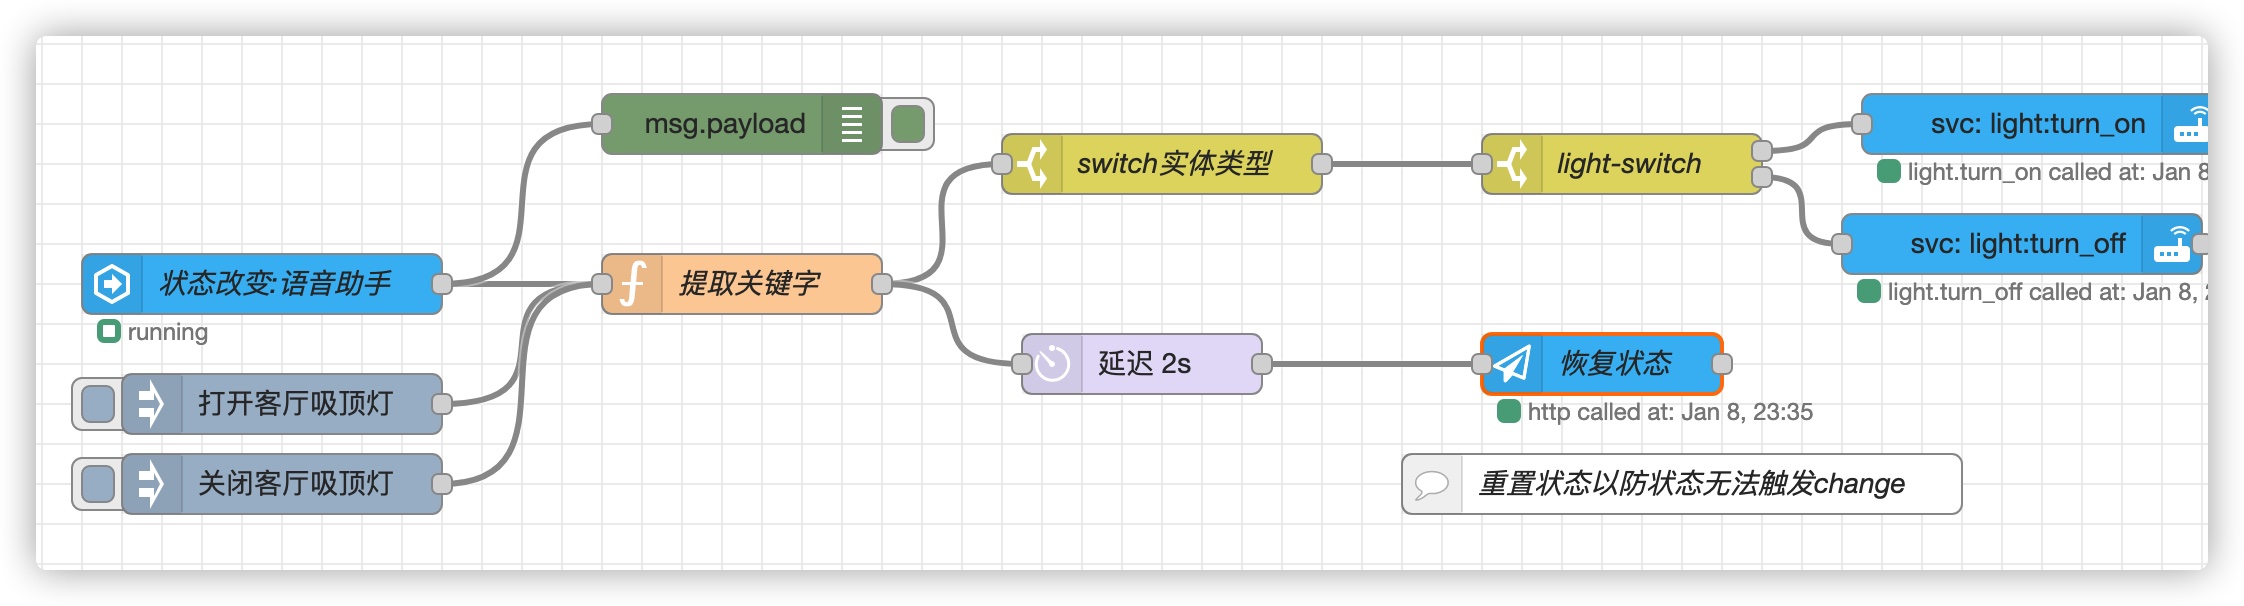 msg.payload
switch实体类型
light-switch
svc: light:turn_on
light.turn_on called at: Jan 8
状态改变:语音助手
running
提取关键字
svc: light:turn_off
light.turn_off called at: Jan 8,
延迟 2s
恢复状态
http called at: Jan 8, 23:35
打开客厅吸顶灯
关闭客厅吸顶灯
重置状态以防状态无法触发change